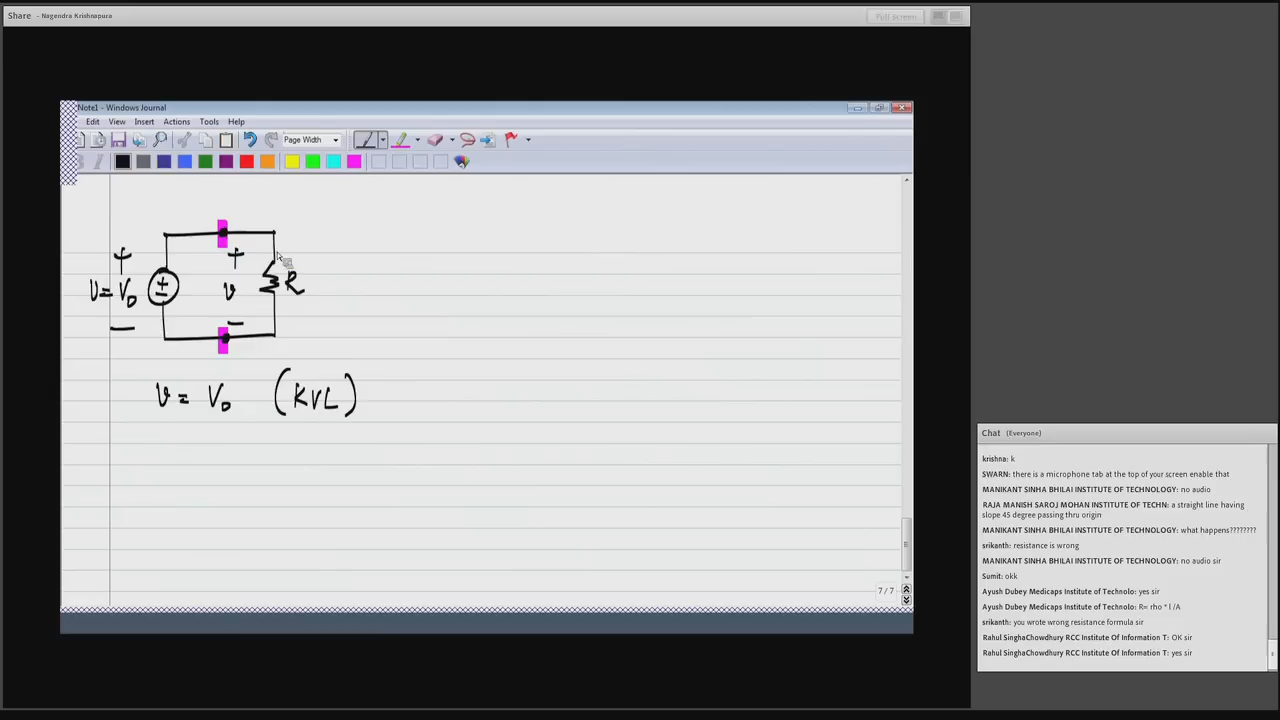 Share - Nagendra Krishnapura
Full screen
Note1 - Windows Journal
Edit View Insert Actions Tools Help
Page Width
+ +
V = V0 + − v R
− −
v = V0 (KVL)
7 / 7
Chat (Everyone)
krishna: k
SWARN: there is a microphone tab at the top of your screen enable that
MANIKANT SINHA BHILAI INSTITUTE OF TECHNOLOGY: no audio
RAJA MANISH SAROJ MOHAN INSTITUTE OF TECHN: a straight line having
slope 45 degree passing thru origin
MANIKANT SINHA BHILAI INSTITUTE OF TECHNOLOGY: what happens????????
srikanth: resistance is wrong
MANIKANT SINHA BHILAI INSTITUTE OF TECHNOLOGY: no audio sir
Sumit: okk
Ayush Dubey Medicaps Institute of Technolo: yes sir
Ayush Dubey Medicaps Institute of Technolo: R= rho * l /A
srikanth: you wrote wrong resistance formula sir
Rahul SinghaChowdhury RCC Institute Of Information T: OK sir
Rahul SinghaChowdhury RCC Institute Of Information T: yes sir